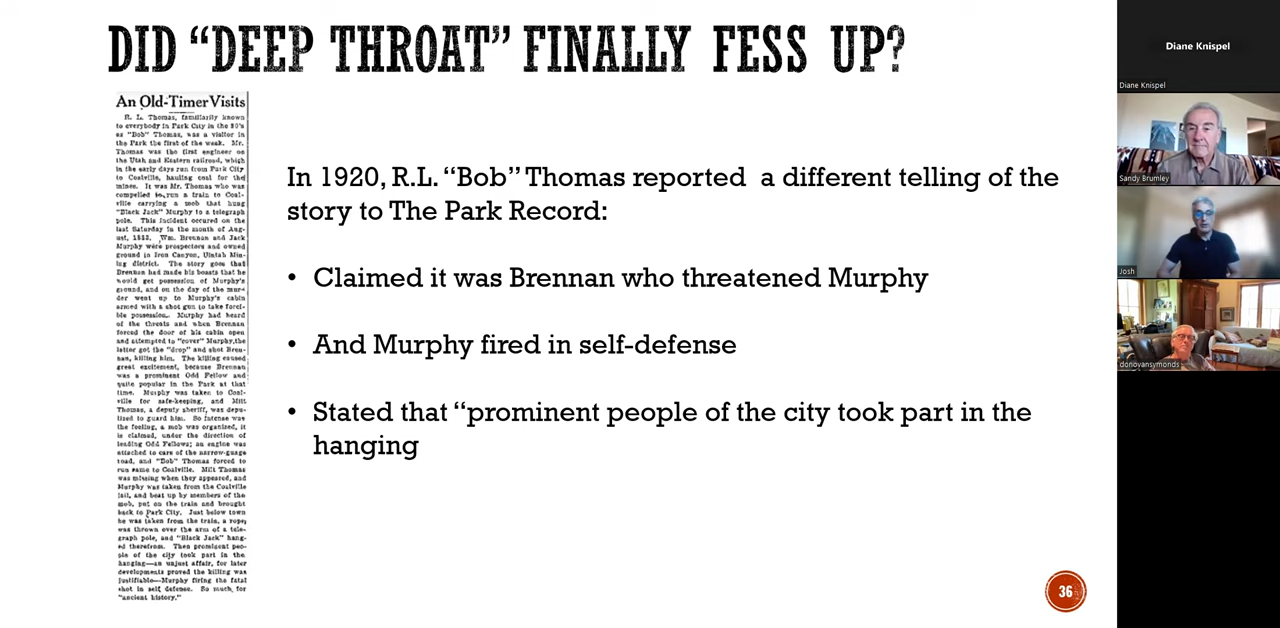 DID “DEEP THROAT” FINALLY FESS UP?
An Old-Timer Visits
R. L. Thomas, familiarly known
to everybody in Park City in the 80's
as "Bob" Thomas, was a visitor in
the Park the first of the week. Mr.
Thomas was the first engineer on
the Utah and Eastern railroad, which
in the early days run from Park City
to Coalville, hauling coal for the
mines. It was Mr. Thomas who was
compelled to run a train to Coal-
ville carrying a mob that hung
"Black Jack" Murphy to a telegraph
pole. This incident occured on the
last Saturday in the month of Aug-
ust, 1883. Wm. Brennan and Jack
Murphy were prospectors and owned
ground in Iron Canyon, Uintah Min-
ing district. The story goes that
Brennan had made his boasts that he
would get possession of Murphy's
ground, and on the day of the mur-
der went up to Murphy's cabin
armed with a shot gun to take forci-
ble possession. Murphy had heard
of the threats and when Brennan
forced the door of his cabin open
and attempted to "cover" Murphy, the
latter got the "drop" and shot Bren-
nan, killing him. The killing caused
great excitement, because Brennan
was a prominent Odd Fellow and
quite popular in the Park at that
time. Murphy was taken to Coal-
ville for safe-keeping, and Milt
Thomas, a deputy sheriff, was depu-
tised to guard him. So intense was
the feeling, a mob was organized, it
is claimed, under the direction of
leading Odd Fellows; an engine was
attached to cars of the narrow-guage
road, and "Bob" Thomas forced to
run same to Coalville. Milt Thomas
was missing when they appeared, and
Murphy was taken from the Coalville
jail, and beat up by members of the
mob, put on the train and brought
back to Park City. Just below town
he was taken from the train, a rope
was thrown over the arm of a tele-
graph pole, and "Black Jack" hang-
ed therefrom. Then prominent peo-
ple of the city took part in the
hanging—an unjust affair, for later
developments proved the killing was
justifiable—Murphy firing the fatal
shot in self defense. So much for
"ancient history."
In 1920, R.L. “Bob” Thomas reported a different telling of the
story to The Park Record:
• Claimed it was Brennan who threatened Murphy
• And Murphy fired in self-defense
• Stated that “prominent people of the city took part in the
hanging
36
Diane Knispel
Diane Knispel
Sandy Brumley
Josh
donovansymonds